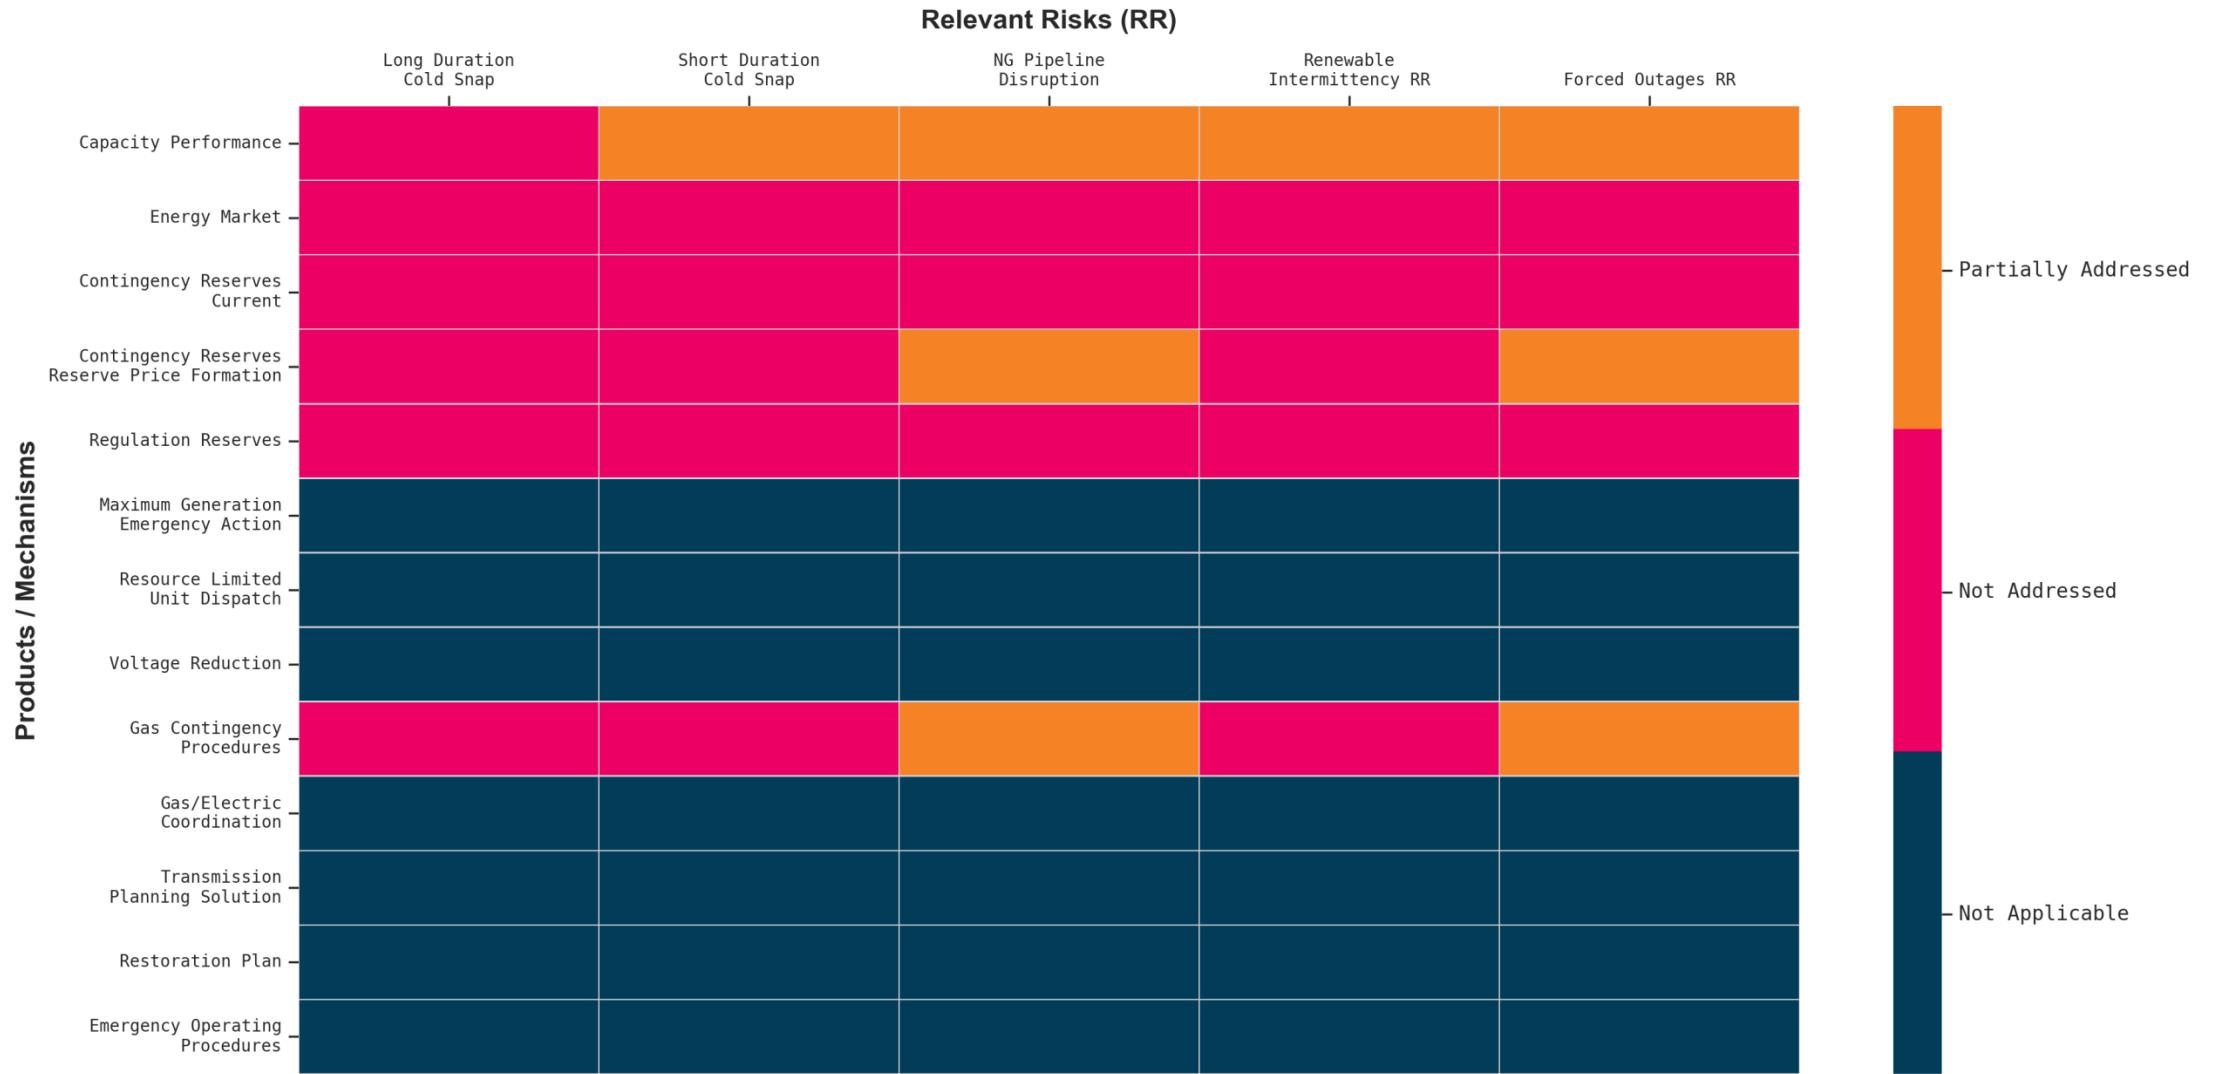 Relevant Risks (RR)
Long Duration
Cold Snap
Short Duration
Cold Snap
NG Pipeline
Disruption
Renewable
Intermittency RR
Forced Outages RR
Products / Mechanisms
Capacity Performance
Energy Market
Contingency Reserves
Current
Contingency Reserves
Reserve Price Formation
Regulation Reserves
Maximum Generation
Emergency Action
Resource Limited
Unit Dispatch
Voltage Reduction
Gas Contingency
Procedures
Gas/Electric
Coordination
Transmission
Planning Solution
Restoration Plan
Emergency Operating
Procedures
Partially Addressed
Not Addressed
Not Applicable